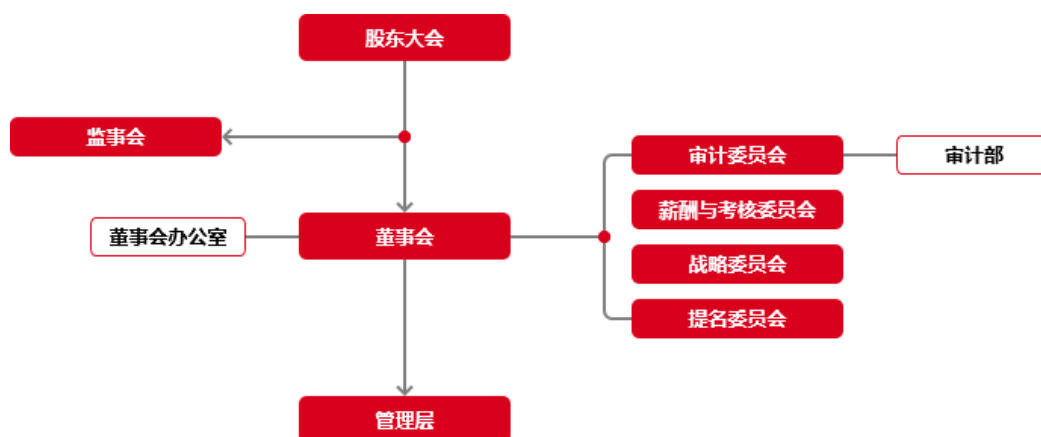 股东大会
监事会
审计委员会
审计部
薪酬与考核委员会
董事会办公室
董事会
战略委员会
提名委员会
管理层